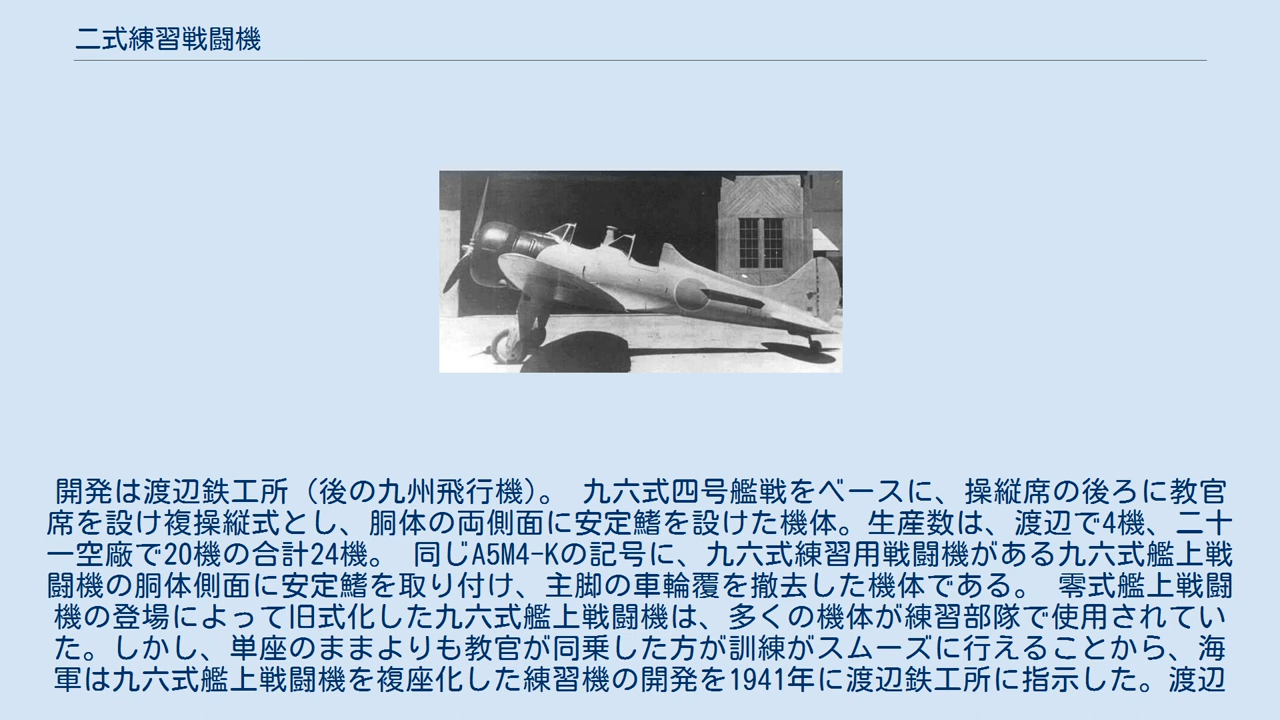 二式練習戦闘機
開発は渡辺鉄工所（後の九州飛行機）。 九六式四号艦戦をベースに、操縦席の後ろに教官
席を設け複操縦式とし、胴体の両側面に安定鰭を設けた機体。生産数は、渡辺で4機、二十
一空廠で20機の合計24機。 同じA5M4-Kの記号に、九六式練習用戦闘機がある九六式艦上戦
闘機の胴体側面に安定鰭を取り付け、主脚の車輪覆を撤去した機体である。 零式艦上戦闘
機の登場によって旧式化した九六式艦上戦闘機は、多くの機体が練習部隊で使用されてい
た。しかし、単座のままよりも教官が同乗した方が訓練がスムーズに行えることから、海
軍は九六式艦上戦闘機を複座化した練習機の開発を1941年に渡辺鉄工所に指示した。渡辺